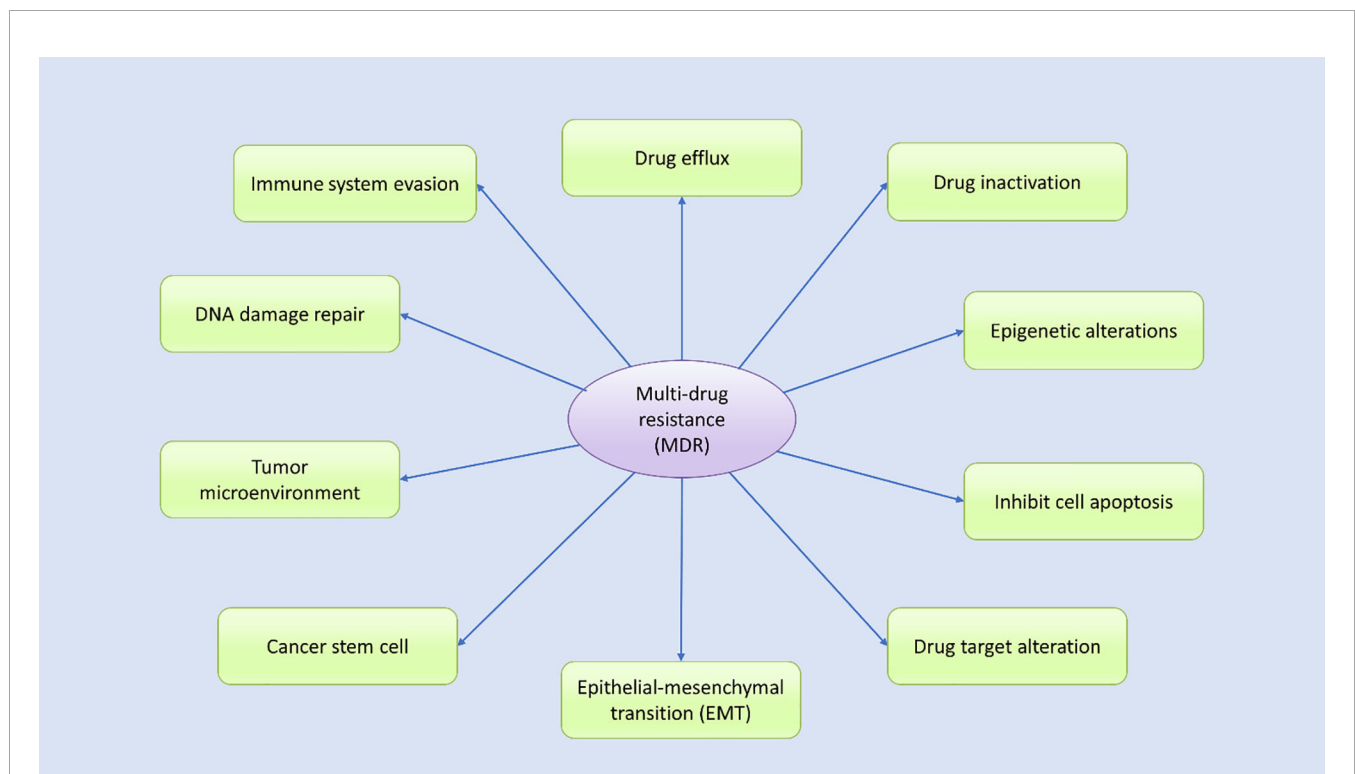 Drug efflux
Drug inactivation
Immune system evasion
DNA damage repair
Epigenetic alterations
Multi-drug
resistance
(MDR)
Tumor
microenvironment
Inhibit cell apoptosis
Cancer stem cell
Drug target alteration
Epithelial-mesenchymal
transition (EMT)